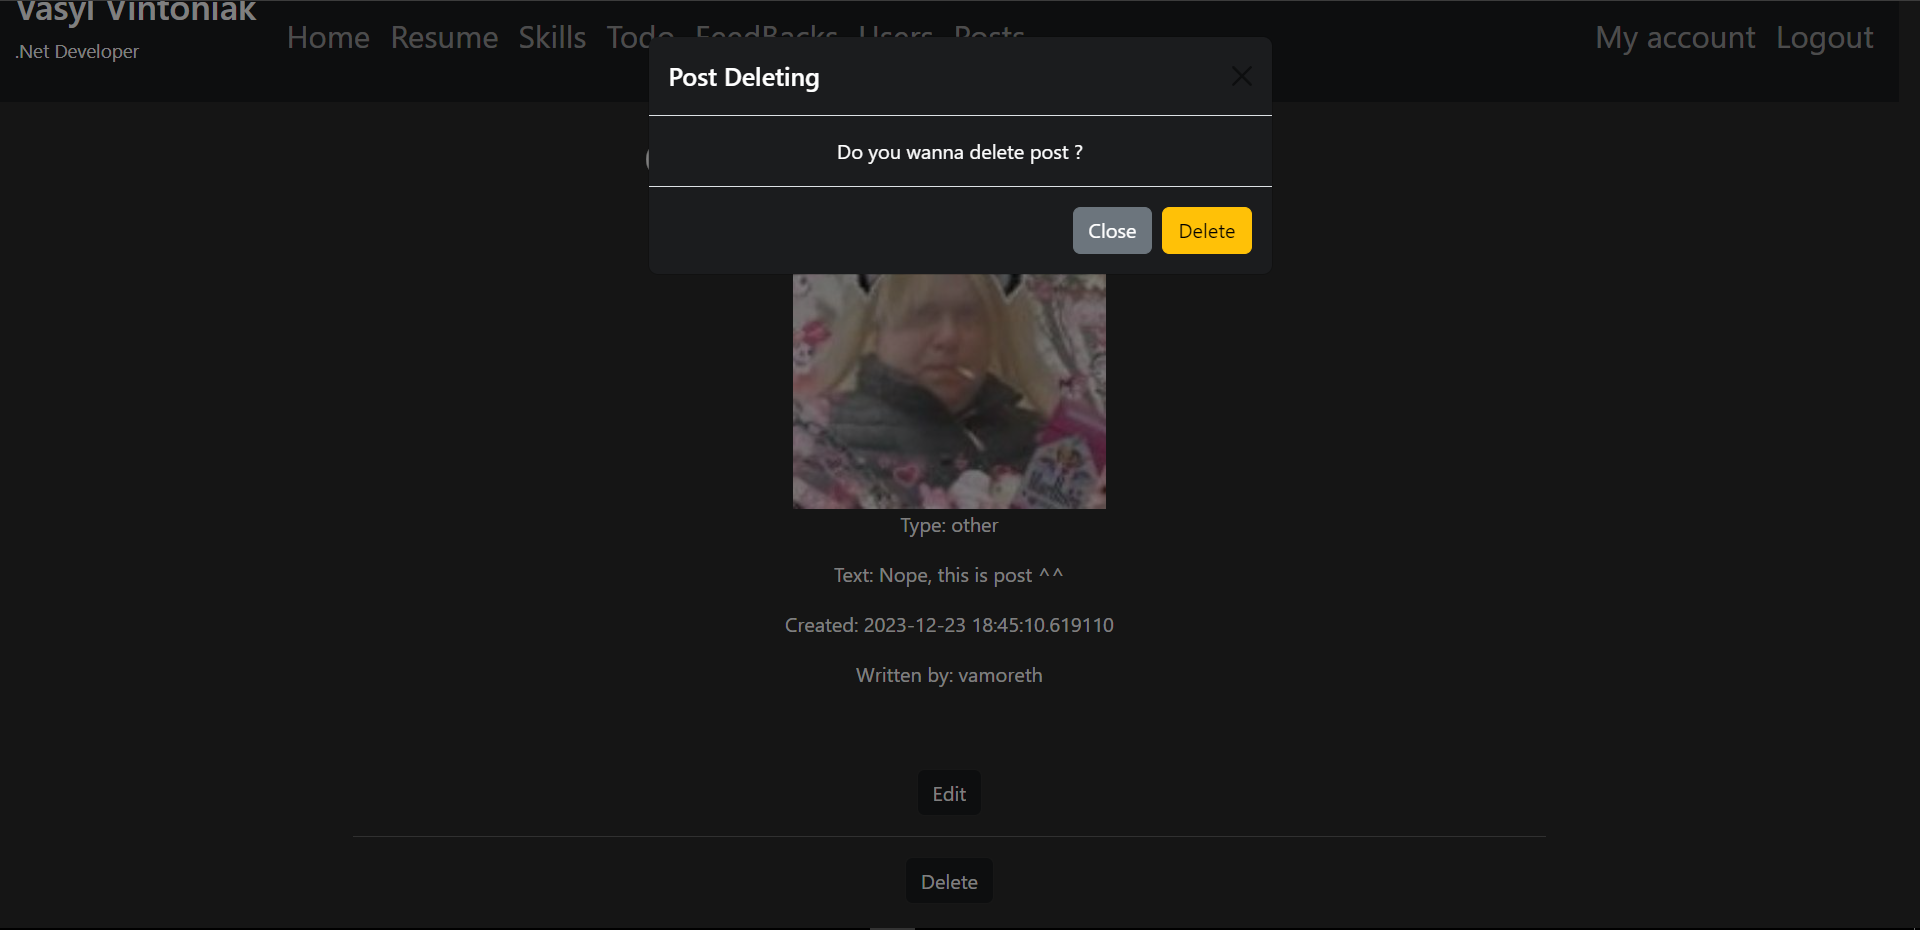 Vasyl Vintoniak
.Net Developer
Home Resume Skills Todo FeedBacks Users Posts
My account Logout
Post Deleting
Do you wanna delete post ?
Close Delete
Type: other
Text: Nope, this is post ^^
Created: 2023-12-23 18:45:10.619110
Written by: vamoreth
Edit
Delete